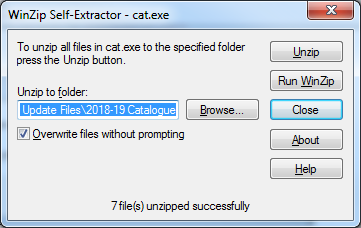 WinZip Self-Extractor - cat.exe
To unzip all files in cat.exe to the specified folder
press the Unzip button.
Unzip
Run WinZip
Unzip to folder:
Update Files\2018-19 Catalogue
Browse...
Close
Overwrite files without prompting
About
Help
7 file(s) unzipped successfully